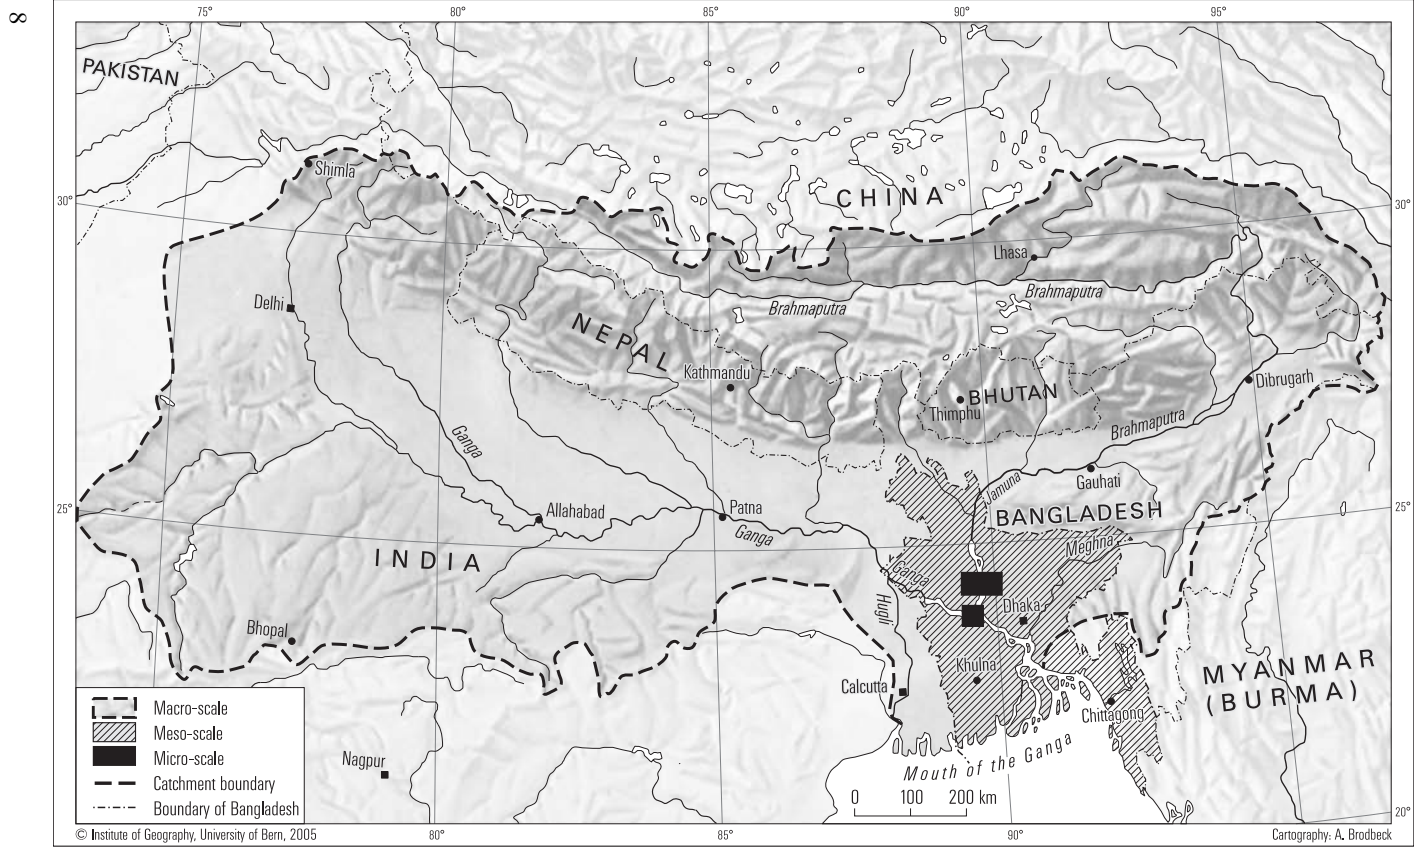 8
75°
80°
85°
90°
95°
PAKISTAN
Shimla
CHINA
30°
30°
Lhasa
Delhi
Brahmaputra
Brahmaputra
NEPAL
Kathmandu
BHUTAN
Thimphu
Dibrugarh
Brahmaputra
Ganga
Jamuna
Gauhati
25°
Allahabad
Patna
BANGLADESH
25°
Ganga
Meghna
INDIA
Ganga
Hugli
Dhaka
Bhopal
Khulna
MYANMAR
(BURMA)
Calcutta
Chittagong
Macro-scale
Meso-scale
Micro-scale
Catchment boundary
Boundary of Bangladesh
Nagpur
Mouth of the Ganga
0 100 200 km
20°
© Institute of Geography, University of Bern, 2005
80°
85°
90°
Cartography: A. Brodbeck